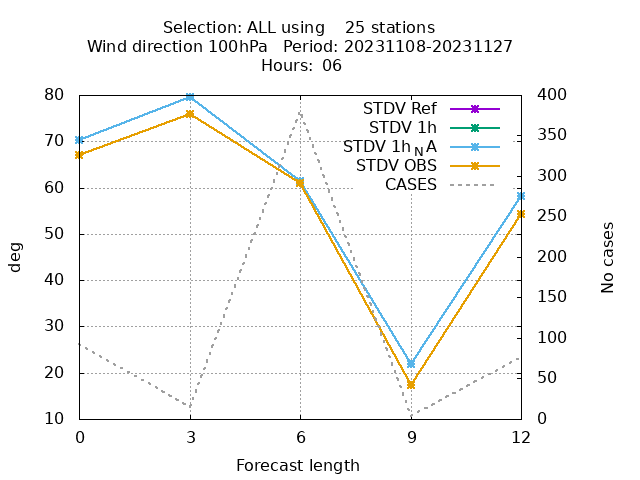 Selection: ALL using 25 stations
Wind direction 100hPa Period: 20231108-20231127
Hours: 06
80 400
STDV Ref
STDV 1h
STDV 1h_N A
STDV OBS
CASES
70
60
50
40
30
20
10
350
300
250
200
150
100
50
0
deg
No cases
0 3 6 9 12
Forecast length